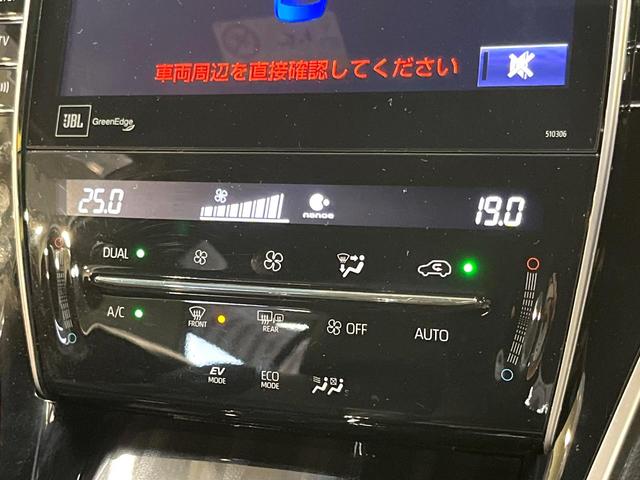 TV
車両周辺を直接確認してください
JBL
GreenEdge
510306
25.0
nanoe
19.0
DUAL
A/C
FRONT
REAR
OFF
AUTO
EV
MODE
ECO
MODE